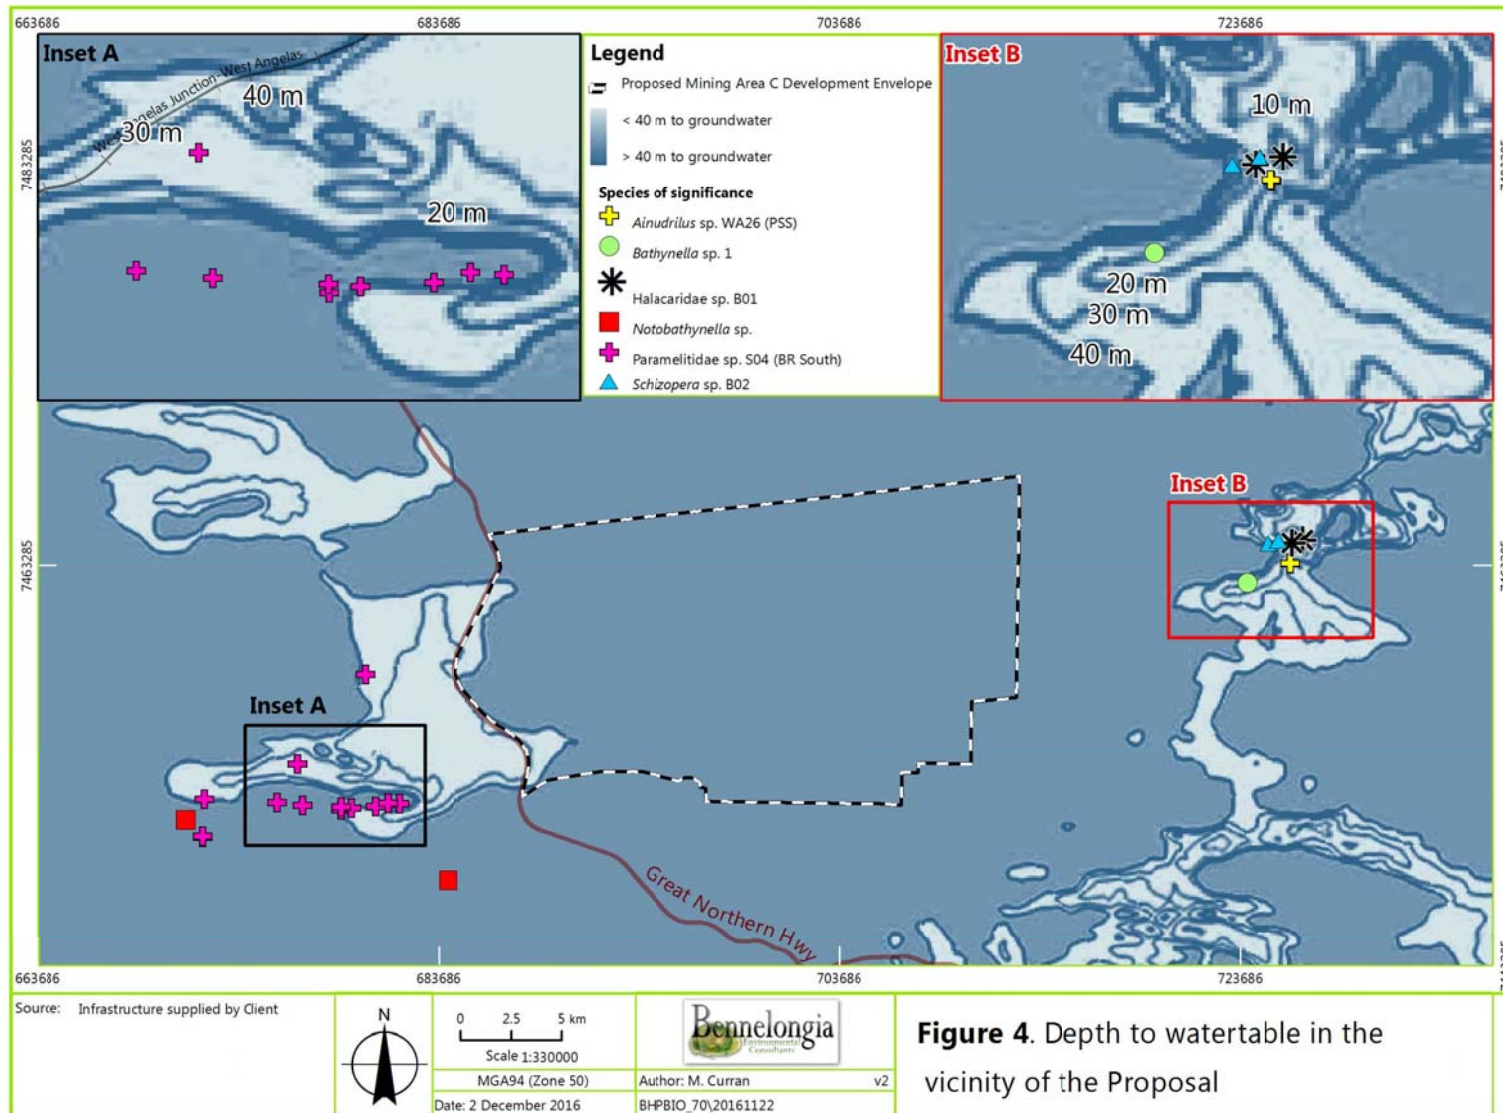 663686
683686
703686
723686
Inset A
West Angelas Junction-West Angelas
40 m
30 m
20 m
7483285
Legend
Proposed Mining Area C Development Envelope
< 40 m to groundwater
> 40 m to groundwater
Species of significance
Ainudrilus sp. WA26 (PSS)
Bathynella sp. 1
Halacaridae sp. B01
Notobathynella sp.
Paramelitidae sp. S04 (BR South)
Schizopera sp. B02
Inset B
10 m
20 m
30 m
40 m
7463285
Inset A
Inset B
Great Northern Hwy
663686
683686
703686
723686
Source: Infrastructure supplied by Client
N
0 2.5 5 km
Scale 1:330000
MGA94 (Zone 50)
Date: 2 December 2016
Bennelongia
Environmental
Consultants
Author: M. Curran v2
BHPBIO_70\20161122
Figure 4. Depth to watertable in the
vicinity of the Proposal